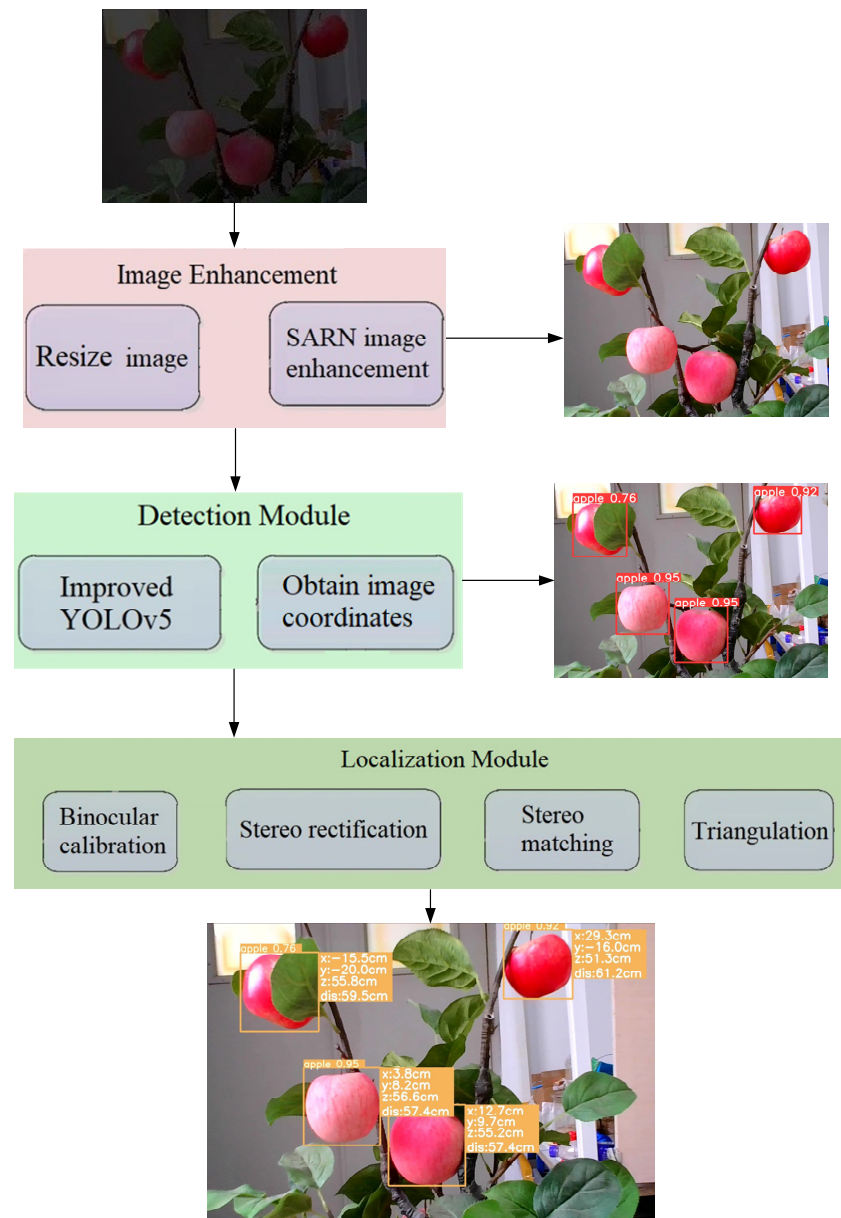 Image Enhancement
Resize image
SARN image
enhancement
Detection Module
Improved
YOLOv5
Obtain image
coordinates
apple 0.76
apple 0.92
apple 0.95
apple 0.95
Localization Module
Binocular
calibration
Stereo rectification
Stereo
matching
Triangulation
apple 0.76
x:-15.5cm
y:-20.0cm
z:55.8cm
dis:59.5cm
apple 0.92
x:29.3cm
y:-16.0cm
z:51.3cm
dis:61.2cm
apple 0.95
x:3.8cm
y:8.2cm
z:56.6cm
dis:57.4cm
x:12.7cm
y:9.7cm
z:55.2cm
dis:57.4cm